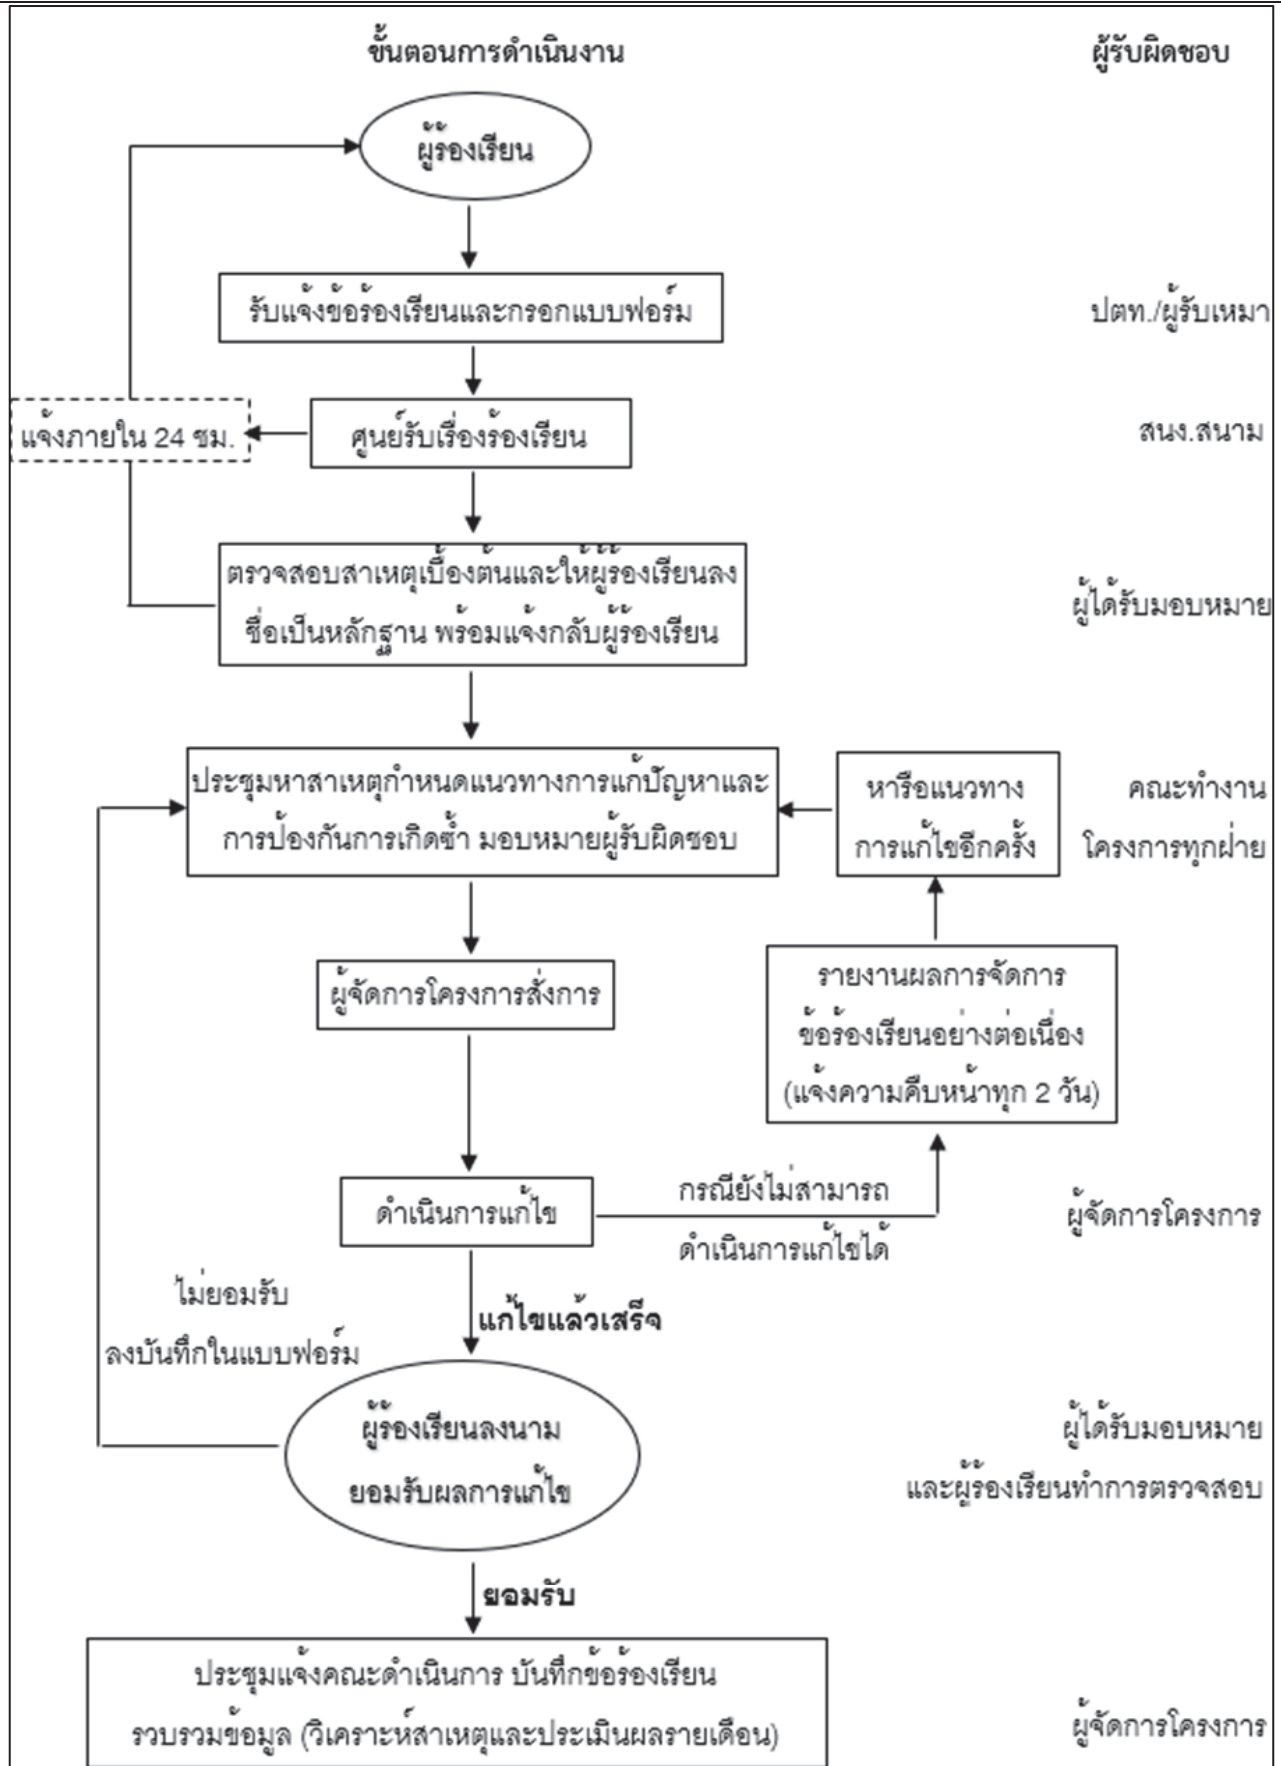 ขั้นตอนการดำเนินงาน
ผู้รับผิดชอบ
ผู้ร้องเรียน
รับแจ้งข้อร้องเรียนและกรอกแบบฟอร์ม
ปตท./ผู้รับเหมา
แจ้งภายใน 24 ชม.
ศูนย์รับเรื่องร้องเรียน
สนง.สนาม
ตรวจสอบสาเหตุเบื้องต้นและให้ผู้ร้องเรียนลง
ชื่อเป็นหลักฐาน พร้อมแจ้งกลับผู้ร้องเรียน
ผู้ได้รับมอบหมาย
ประชุมหาสาเหตุกำหนดแนวทางการแก้ปัญหาและ
การป้องกันการเกิดซ้ำ มอบหมายผู้รับผิดชอบ
หารือแนวทาง
การแก้ไขอีกครั้ง
คณะทำงาน
โครงการทุกฝ่าย
ผู้จัดการโครงการสั่งการ
รายงานผลการจัดการ
ข้อร้องเรียนอย่างต่อเนื่อง
(แจ้งความคืบหน้าทุก 2 วัน)
ดำเนินการแก้ไข
กรณียังไม่สามารถ
ดำเนินการแก้ไขได้
ผู้จัดการโครงการ
ไม่ยอมรับ
ลงบันทึกในแบบฟอร์ม
แก้ไขแล้วเสร็จ
ผู้ร้องเรียนลงนาม
ยอมรับผลการแก้ไข
ผู้ได้รับมอบหมาย
และผู้ร้องเรียนทำการตรวจสอบ
ยอมรับ
ประชุมแจ้งคณะดำเนินการ บันทึกข้อร้องเรียน
รวบรวมข้อมูล (วิเคราะห์สาเหตุและประเมินผลรายเดือน)
ผู้จัดการโครงการ